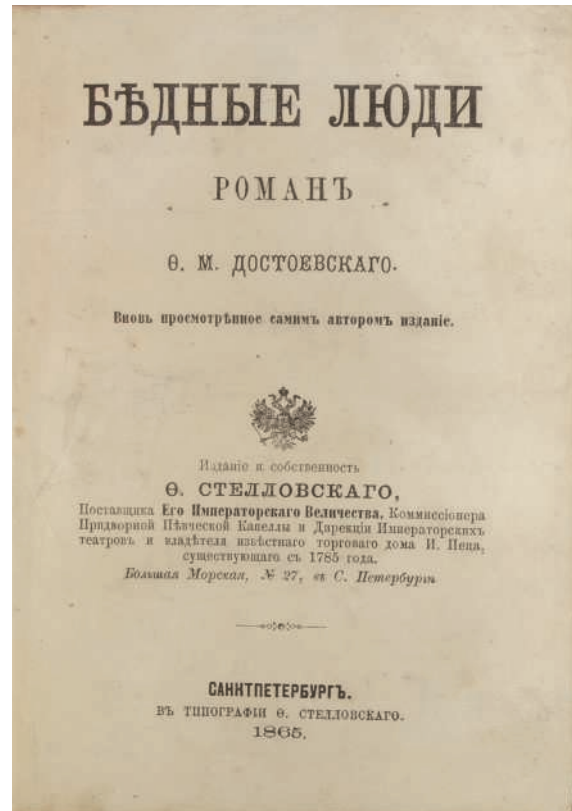 БѢДНЫЕ ЛЮДИ
РОМАНЪ
Ѳ. М. ДОСТОЕВСКАГО.
Вновь просмотрѣнное самимъ авторомъ изданіе.
Изданіе и собственность
Ѳ. СТЕЛЛОВСКАГО,
Поставщика Его Императорскаго Величества, Коммиссіонера
Придворной Пѣвческой Капеллы и Дирекціи Императорскихъ
театровъ и владѣтеля извѣстнаго торговаго дома И. Пеца,
существующаго съ 1785 года.
Большая Морская, № 27, въ С. Петербургѣ
САНКТПЕТЕРБУРГЪ.
ВЪ ТИПОГРАФІИ Ѳ. СТЕЛЛОВСКАГО.
1865.